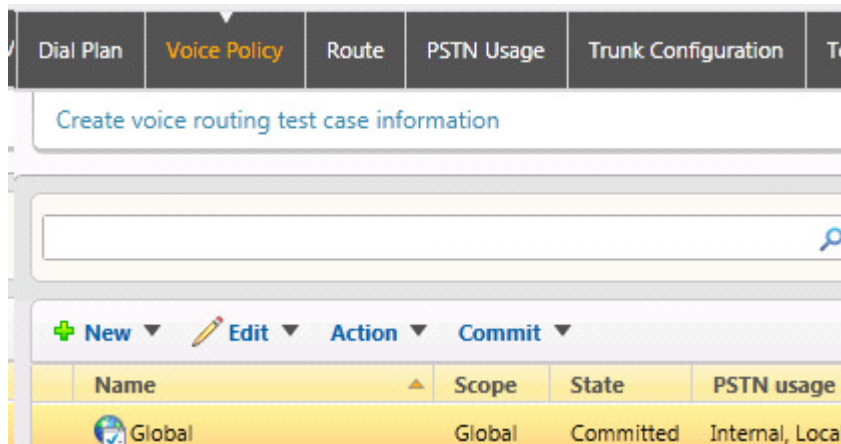 Dial Plan Voice Policy Route PSTN Usage Trunk Configuration
Create voice routing test case information
New Edit Action Commit
Name Scope State PSTN usage
Global Global Committed Internal, Loca